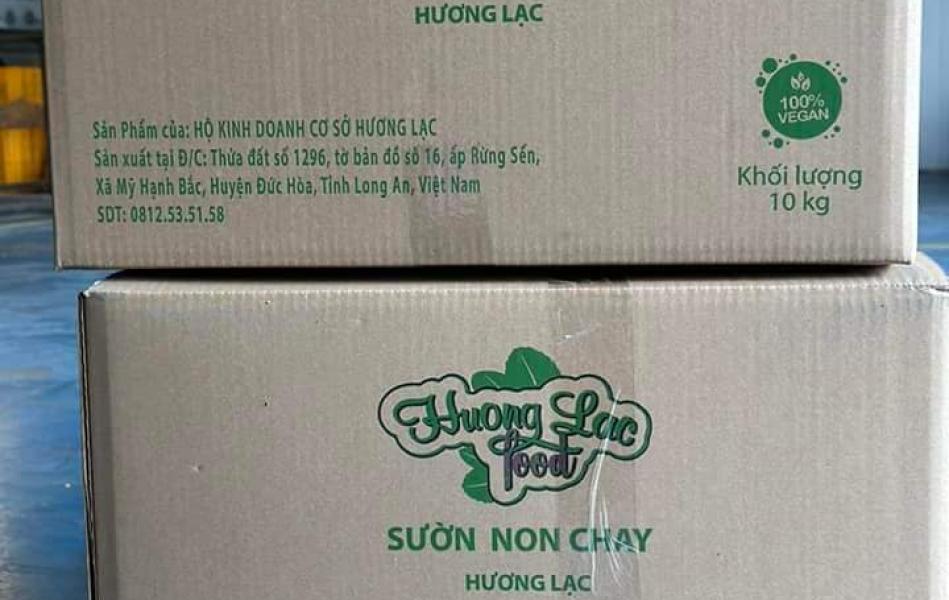 HƯƠNG LẠC
100%
VEGAN
Sản Phẩm của: HỘ KINH DOANH CƠ SỞ HƯƠNG LẠC
Sản xuất tại Đ/C: Thửa đất số 1296, tờ bản đồ số 16, ấp Rừng Sến,
Xã Mỹ Hạnh Bắc, Huyện Đức Hòa, Tỉnh Long An, Việt Nam
SDT: 0812.53.51.58
Khối lượng
10 kg
Huong Lac
food
SƯỜN NON CHAY
HƯƠNG LẠC